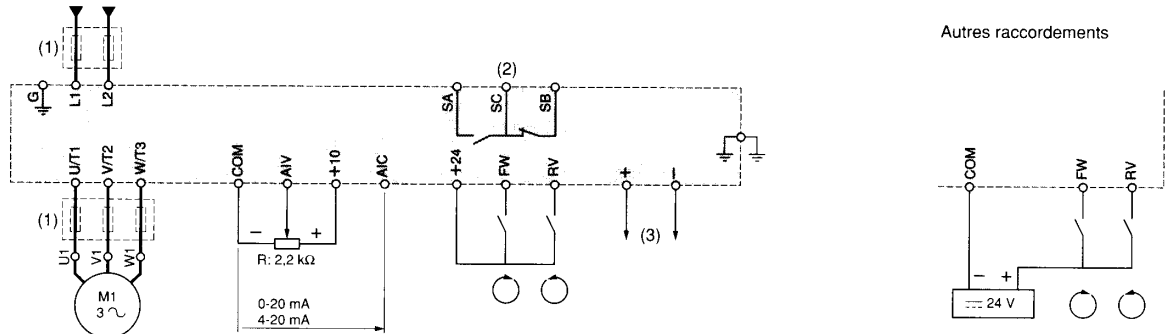 Autres raccordements
(1)
(2)
G
L1
L2
SA
SC
SB
U/T1
V/T2
W/T3
COM
AIV
+10
AIC
+24
FW
RV
+
–
COM
FW
RV
(1)
– +
(3)
U1
V1
W1
R: 2,2 kΩ
– +
M1
3
0-20 mA
4-20 mA
24 V